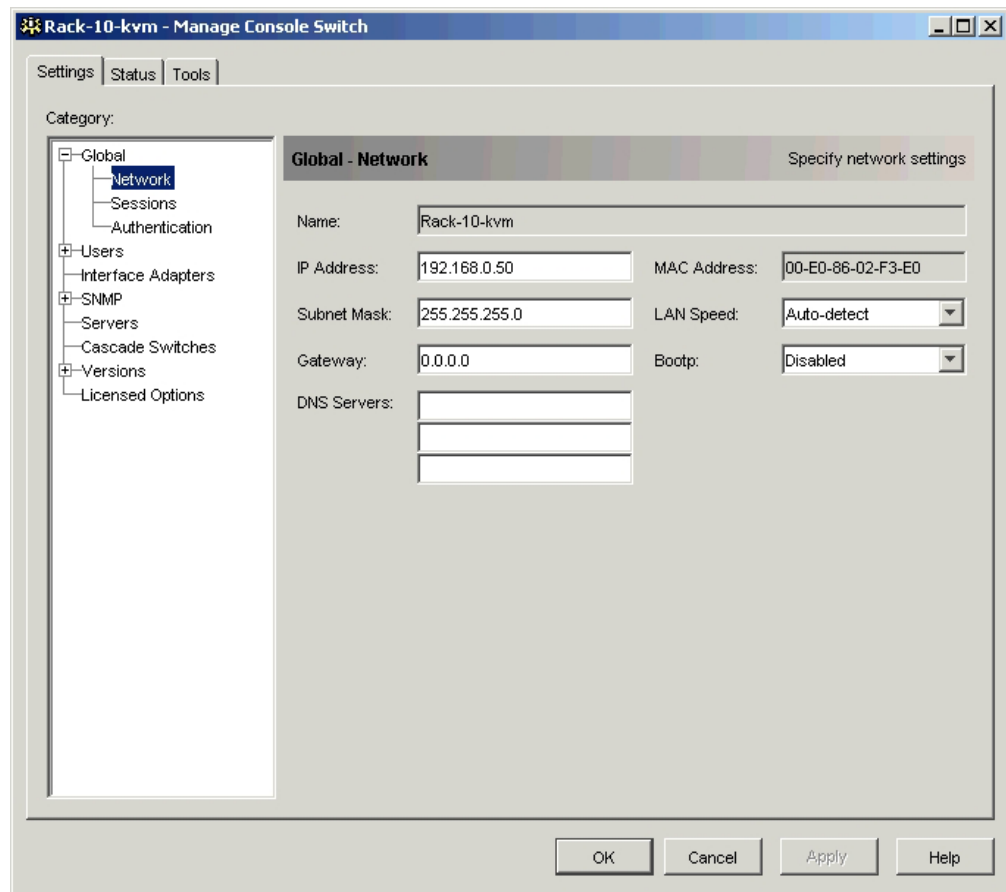 Rack-10-kvm - Manage Console Switch
Settings Status Tools
Category:
Global
Network
Sessions
Authentication
Users
Interface Adapters
SNMP
Servers
Cascade Switches
Versions
Licensed Options
Global - Network Specify network settings
Name: Rack-10-kvm
IP Address: 192.168.0.50 MAC Address: 00-E0-86-02-F3-E0
Subnet Mask: 255.255.255.0 LAN Speed: Auto-detect
Gateway: 0.0.0.0 Bootp: Disabled
DNS Servers:
OK Cancel Apply Help